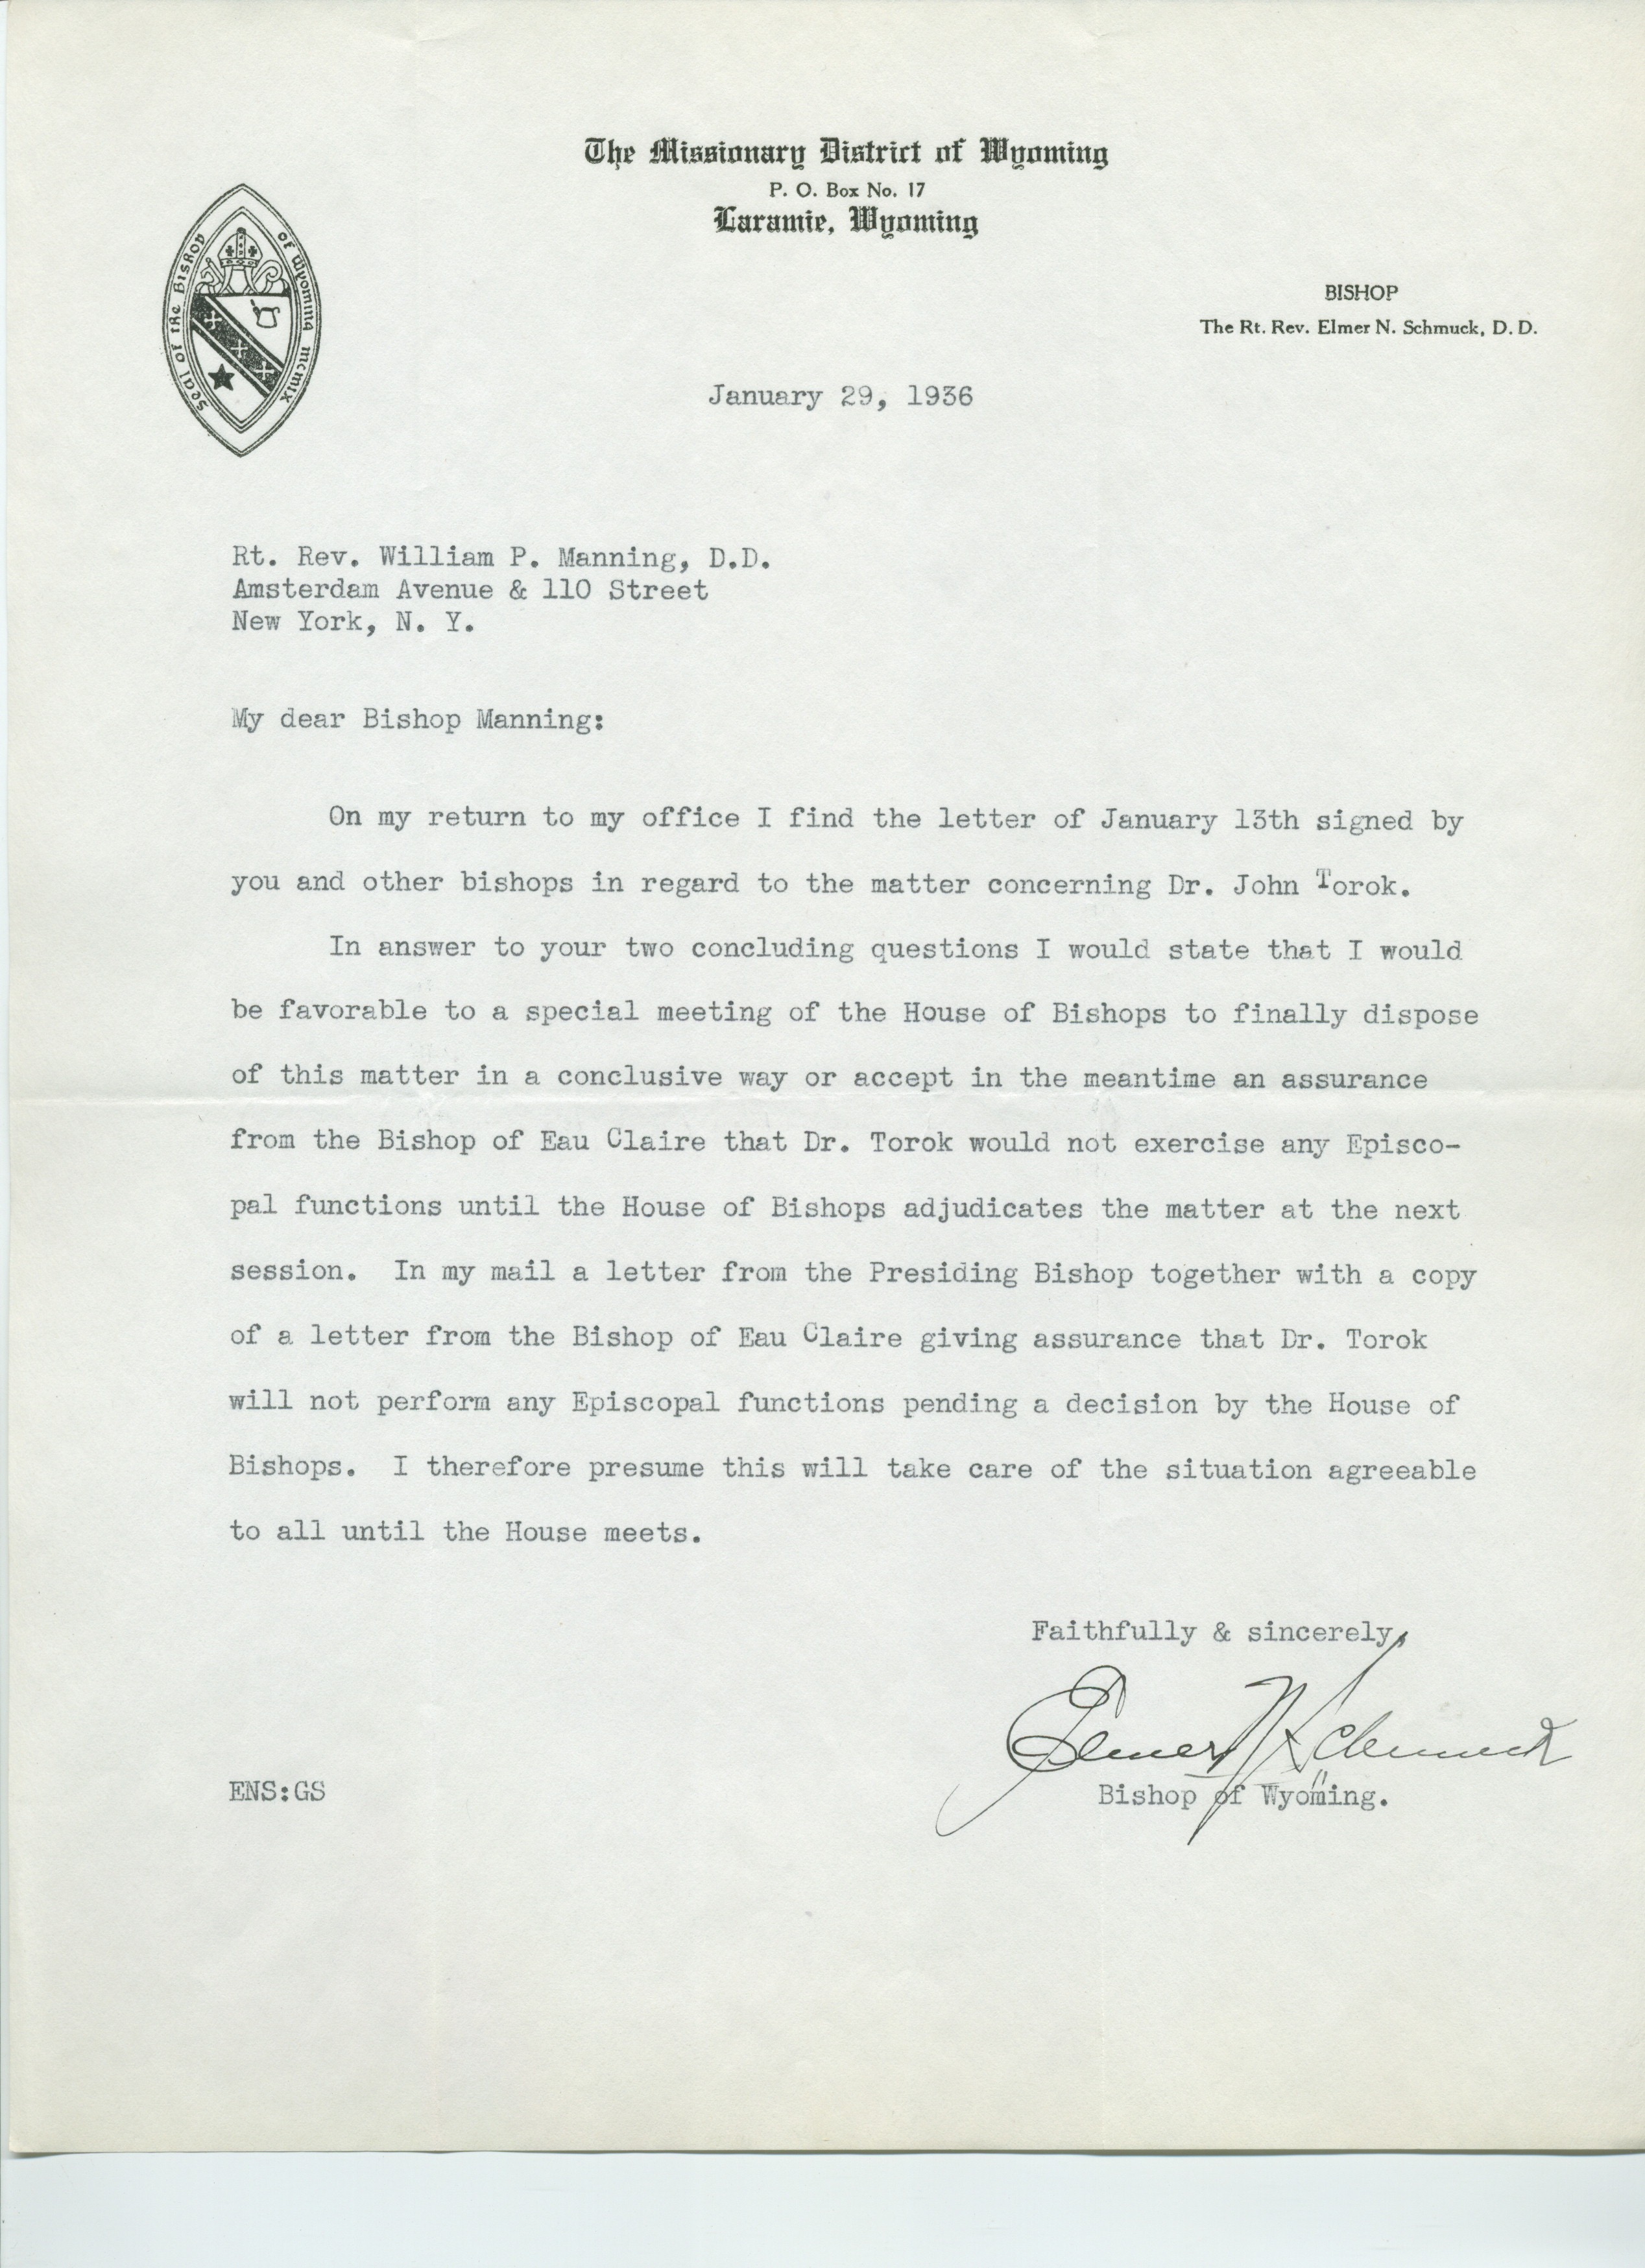 The Missionary District of Wyoming
P. O. Box No. 17
Laramie, Wyoming
Seal of the Bishop of Wyoming MCMIX
BISHOP
The Rt. Rev. Elmer N. Schmuck, D. D.
January 29, 1936
Rt. Rev. William P. Manning, D.D.
Amsterdam Avenue & 110 Street
New York, N. Y.
My dear Bishop Manning:
On my return to my office I find the letter of January 13th signed by
you and other bishops in regard to the matter concerning Dr. John Torok.
In answer to your two concluding questions I would state that I would
be favorable to a special meeting of the House of Bishops to finally dispose
of this matter in a conclusive way or accept in the meantime an assurance
from the Bishop of Eau Claire that Dr. Torok would not exercise any Episco-
pal functions until the House of Bishops adjudicates the matter at the next
session. In my mail a letter from the Presiding Bishop together with a copy
of a letter from the Bishop of Eau Claire giving assurance that Dr. Torok
will not perform any Episcopal functions pending a decision by the House of
Bishops. I therefore presume this will take care of the situation agreeable
to all until the House meets.
Faithfully & sincerely,
Elmer N Schmuck
ENS:GS
Bishop of Wyoming.